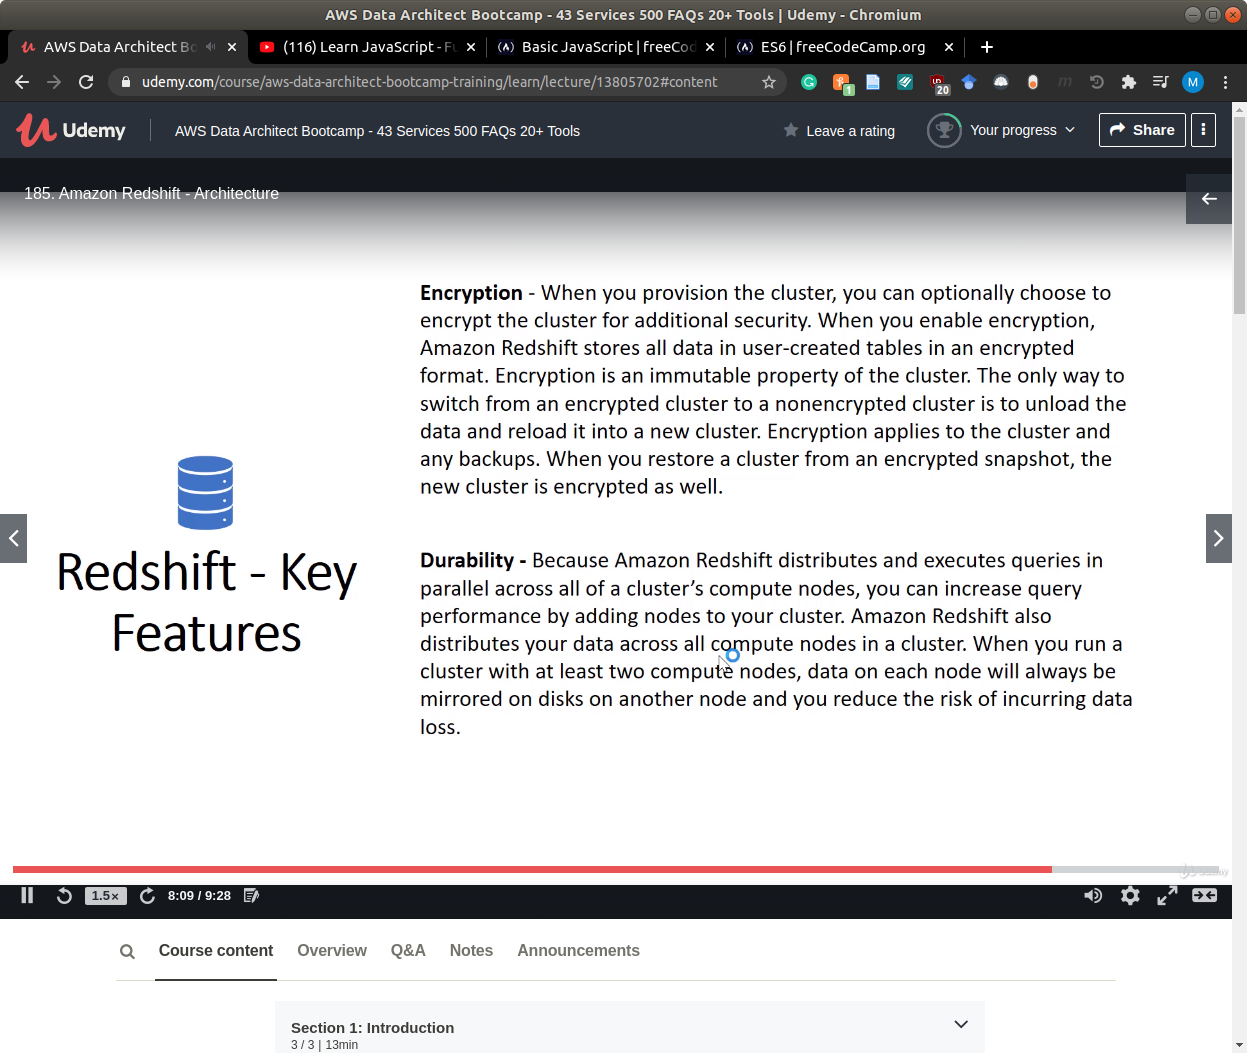 AWS Data Architect Bootcamp - 43 Services 500 FAQs 20+ Tools | Udemy - Chromium
AWS Data Architect Bo
(116) Learn JavaScript - Fu
Basic JavaScript | freeCod
ES6 | freeCodeCamp.org
udemy.com/course/aws-data-architect-bootcamp-training/learn/lecture/13805702#content
1
20
M
Udemy
AWS Data Architect Bootcamp - 43 Services 500 FAQs 20+ Tools
Leave a rating
Your progress
Share
185. Amazon Redshift - Architecture
Encryption - When you provision the cluster, you can optionally choose to
encrypt the cluster for additional security. When you enable encryption,
Amazon Redshift stores all data in user-created tables in an encrypted
format. Encryption is an immutable property of the cluster. The only way to
switch from an encrypted cluster to a nonencrypted cluster is to unload the
data and reload it into a new cluster. Encryption applies to the cluster and
any backups. When you restore a cluster from an encrypted snapshot, the
new cluster is encrypted as well.
Redshift - Key
Features
Durability - Because Amazon Redshift distributes and executes queries in
parallel across all of a cluster’s compute nodes, you can increase query
performance by adding nodes to your cluster. Amazon Redshift also
distributes your data across all compute nodes in a cluster. When you run a
cluster with at least two compute nodes, data on each node will always be
mirrored on disks on another node and you reduce the risk of incurring data
loss.
Udemy
1.5×
8:09 / 9:28
Course content
Overview
Q&A
Notes
Announcements
Section 1: Introduction
3 / 3 | 13min